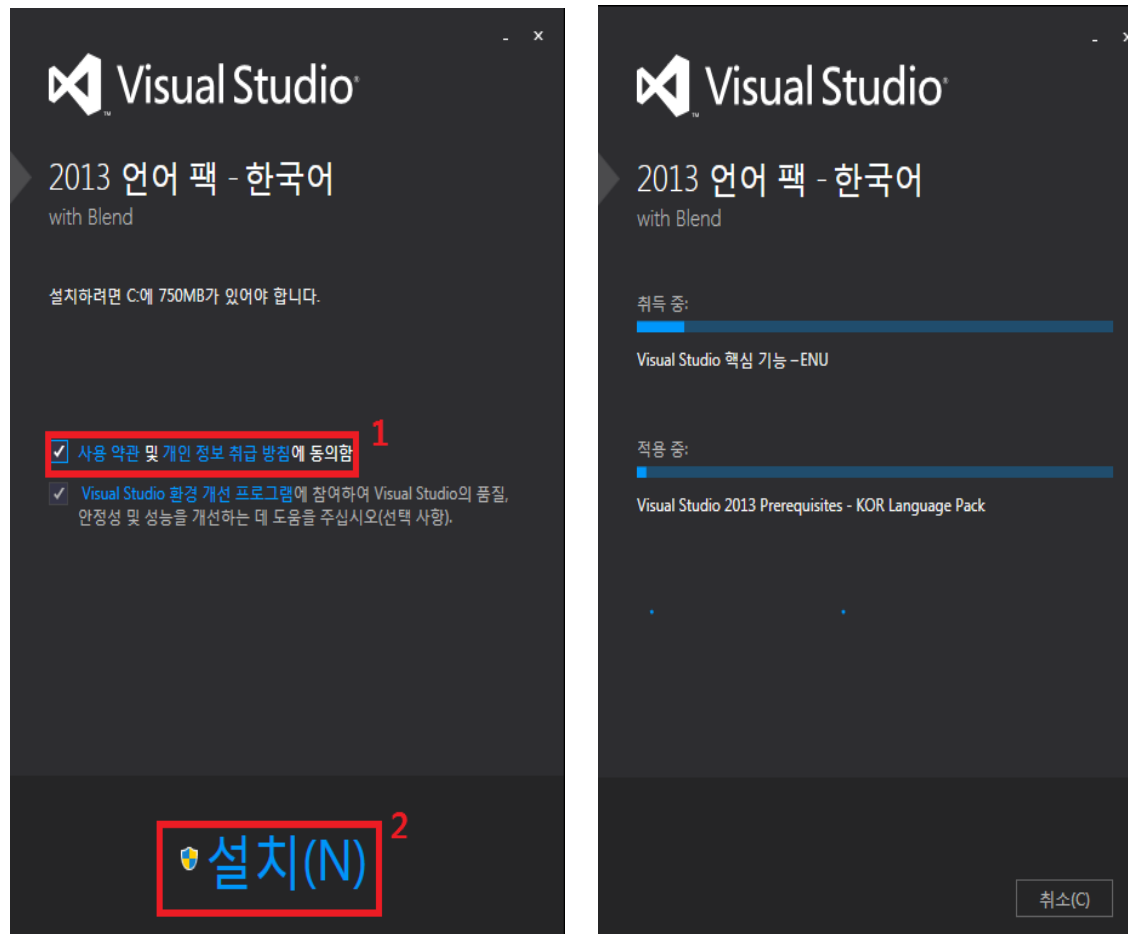 Visual Studio®
™
2013 언어 팩 - 한국어
with Blend
설치하려면 C:에 750MB가 있어야 합니다.
사용 약관 및 개인 정보 취급 방침에 동의함
1
Visual Studio 환경 개선 프로그램에 참여하여 Visual Studio의 품질,
안정성 및 성능을 개선하는 데 도움을 주십시오(선택 사항).
설치(N)
2
Visual Studio®
™
2013 언어 팩 - 한국어
with Blend
취득 중:
Visual Studio 핵심 기능 – ENU
적용 중:
Visual Studio 2013 Prerequisites - KOR Language Pack
취소(C)